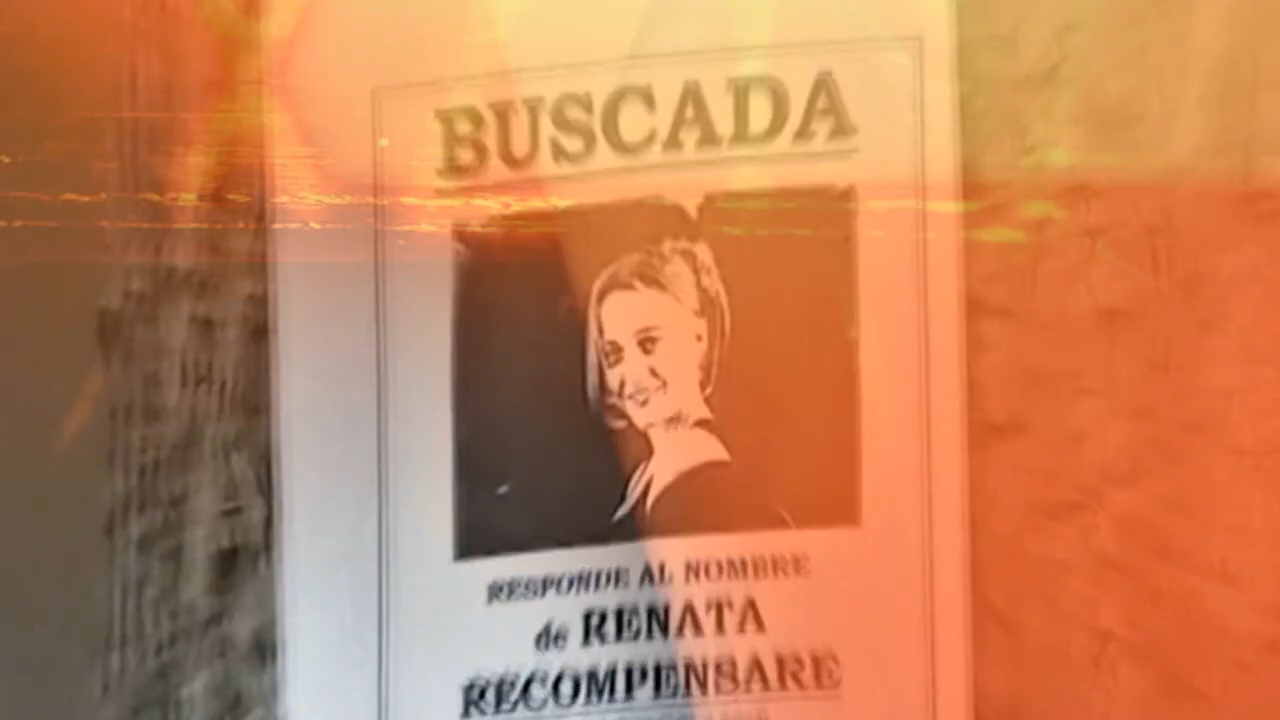 BUSCADA
RESPONDE AL NOMBRE
de RENATA
RECOMPENSARE